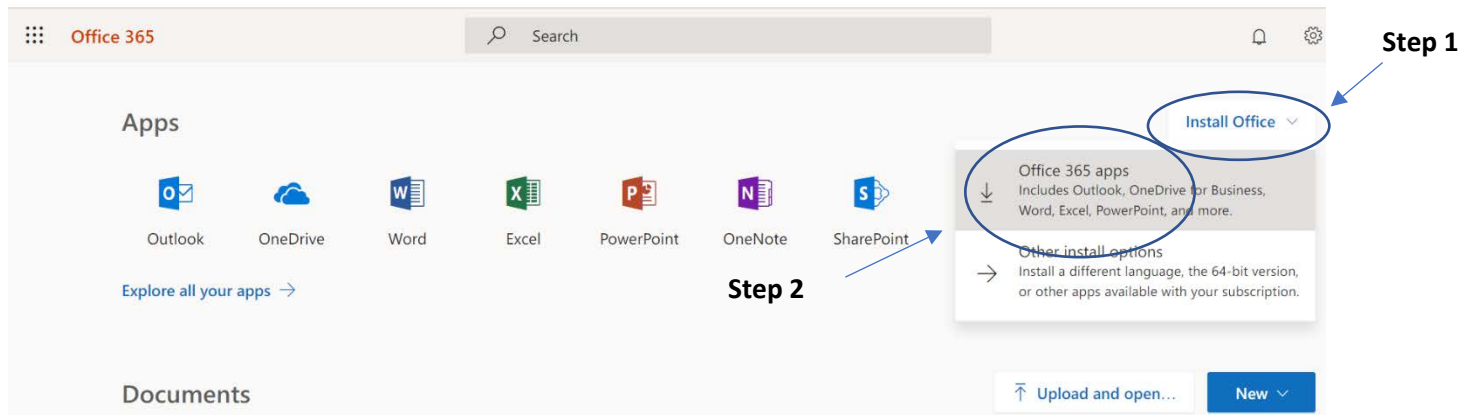 Office 365
Search
Step 1
Apps
Install Office
Office 365 apps
Includes Outlook, OneDrive for Business,
Word, Excel, PowerPoint, and more.
Outlook OneDrive Word Excel PowerPoint OneNote SharePoint
Other install options
Install a different language, the 64-bit version,
or other apps available with your subscription.
Explore all your apps →
Step 2
Documents
Upload and open...
New